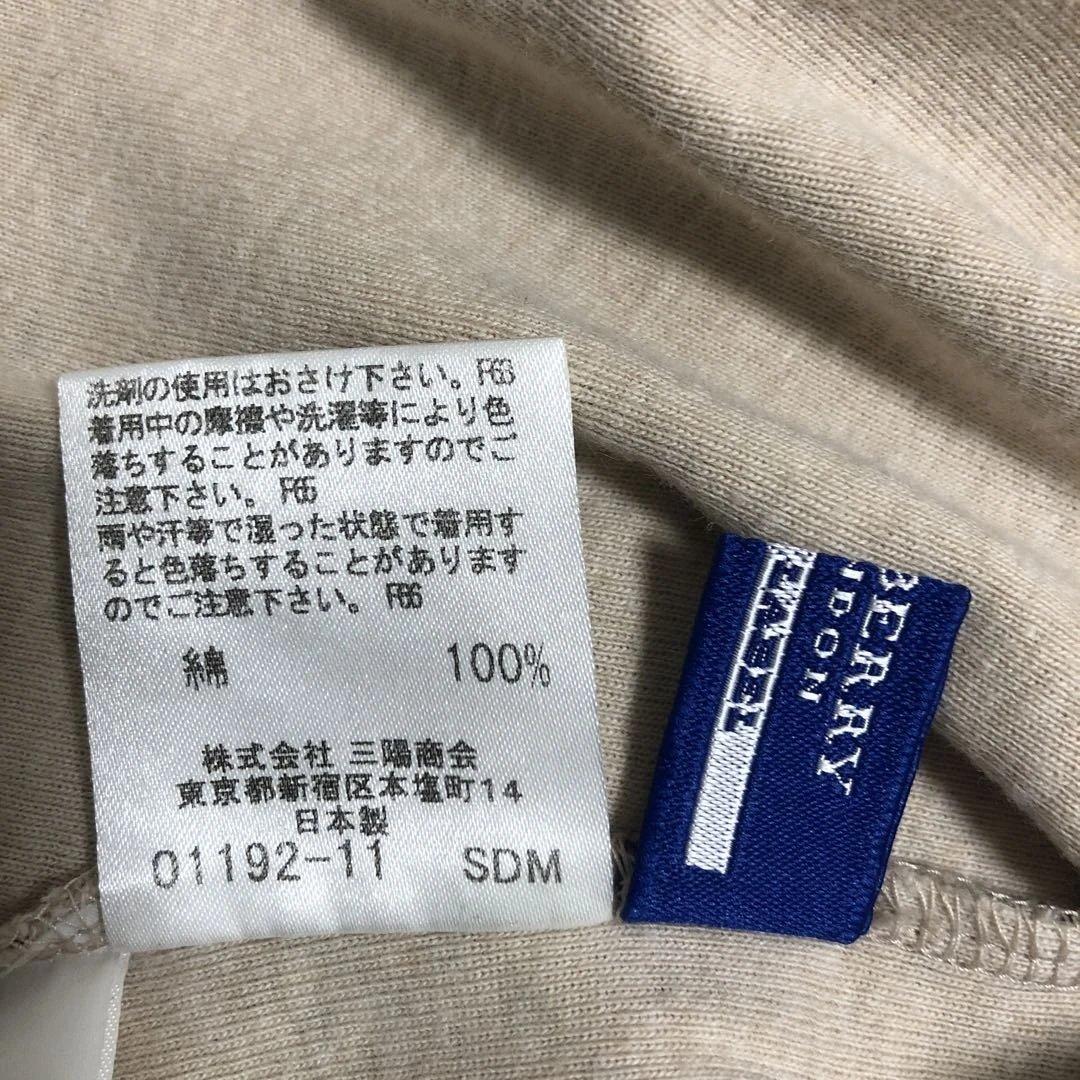 洗剤の使用はおさけ下さい。F63
着用中の摩擦や洗濯等により色
落ちすることがありますのでご
注意下さい。F65
雨や汗等で湿った状態で着用す
ると色落ちすることがあります
のでご注意下さい。F66
綿 100%
株式会社 三陽商会
東京都新宿区本塩町14
日本製
01192-11 SDM
BERRY
NDON